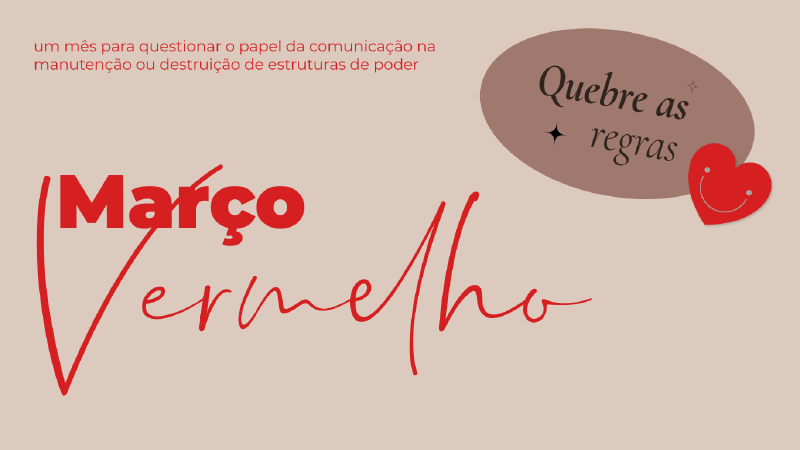 um mês para questionar o papel da comunicação na
manutenção ou destruição de estruturas de poder
Quebre as
regras
Março
Vermelho